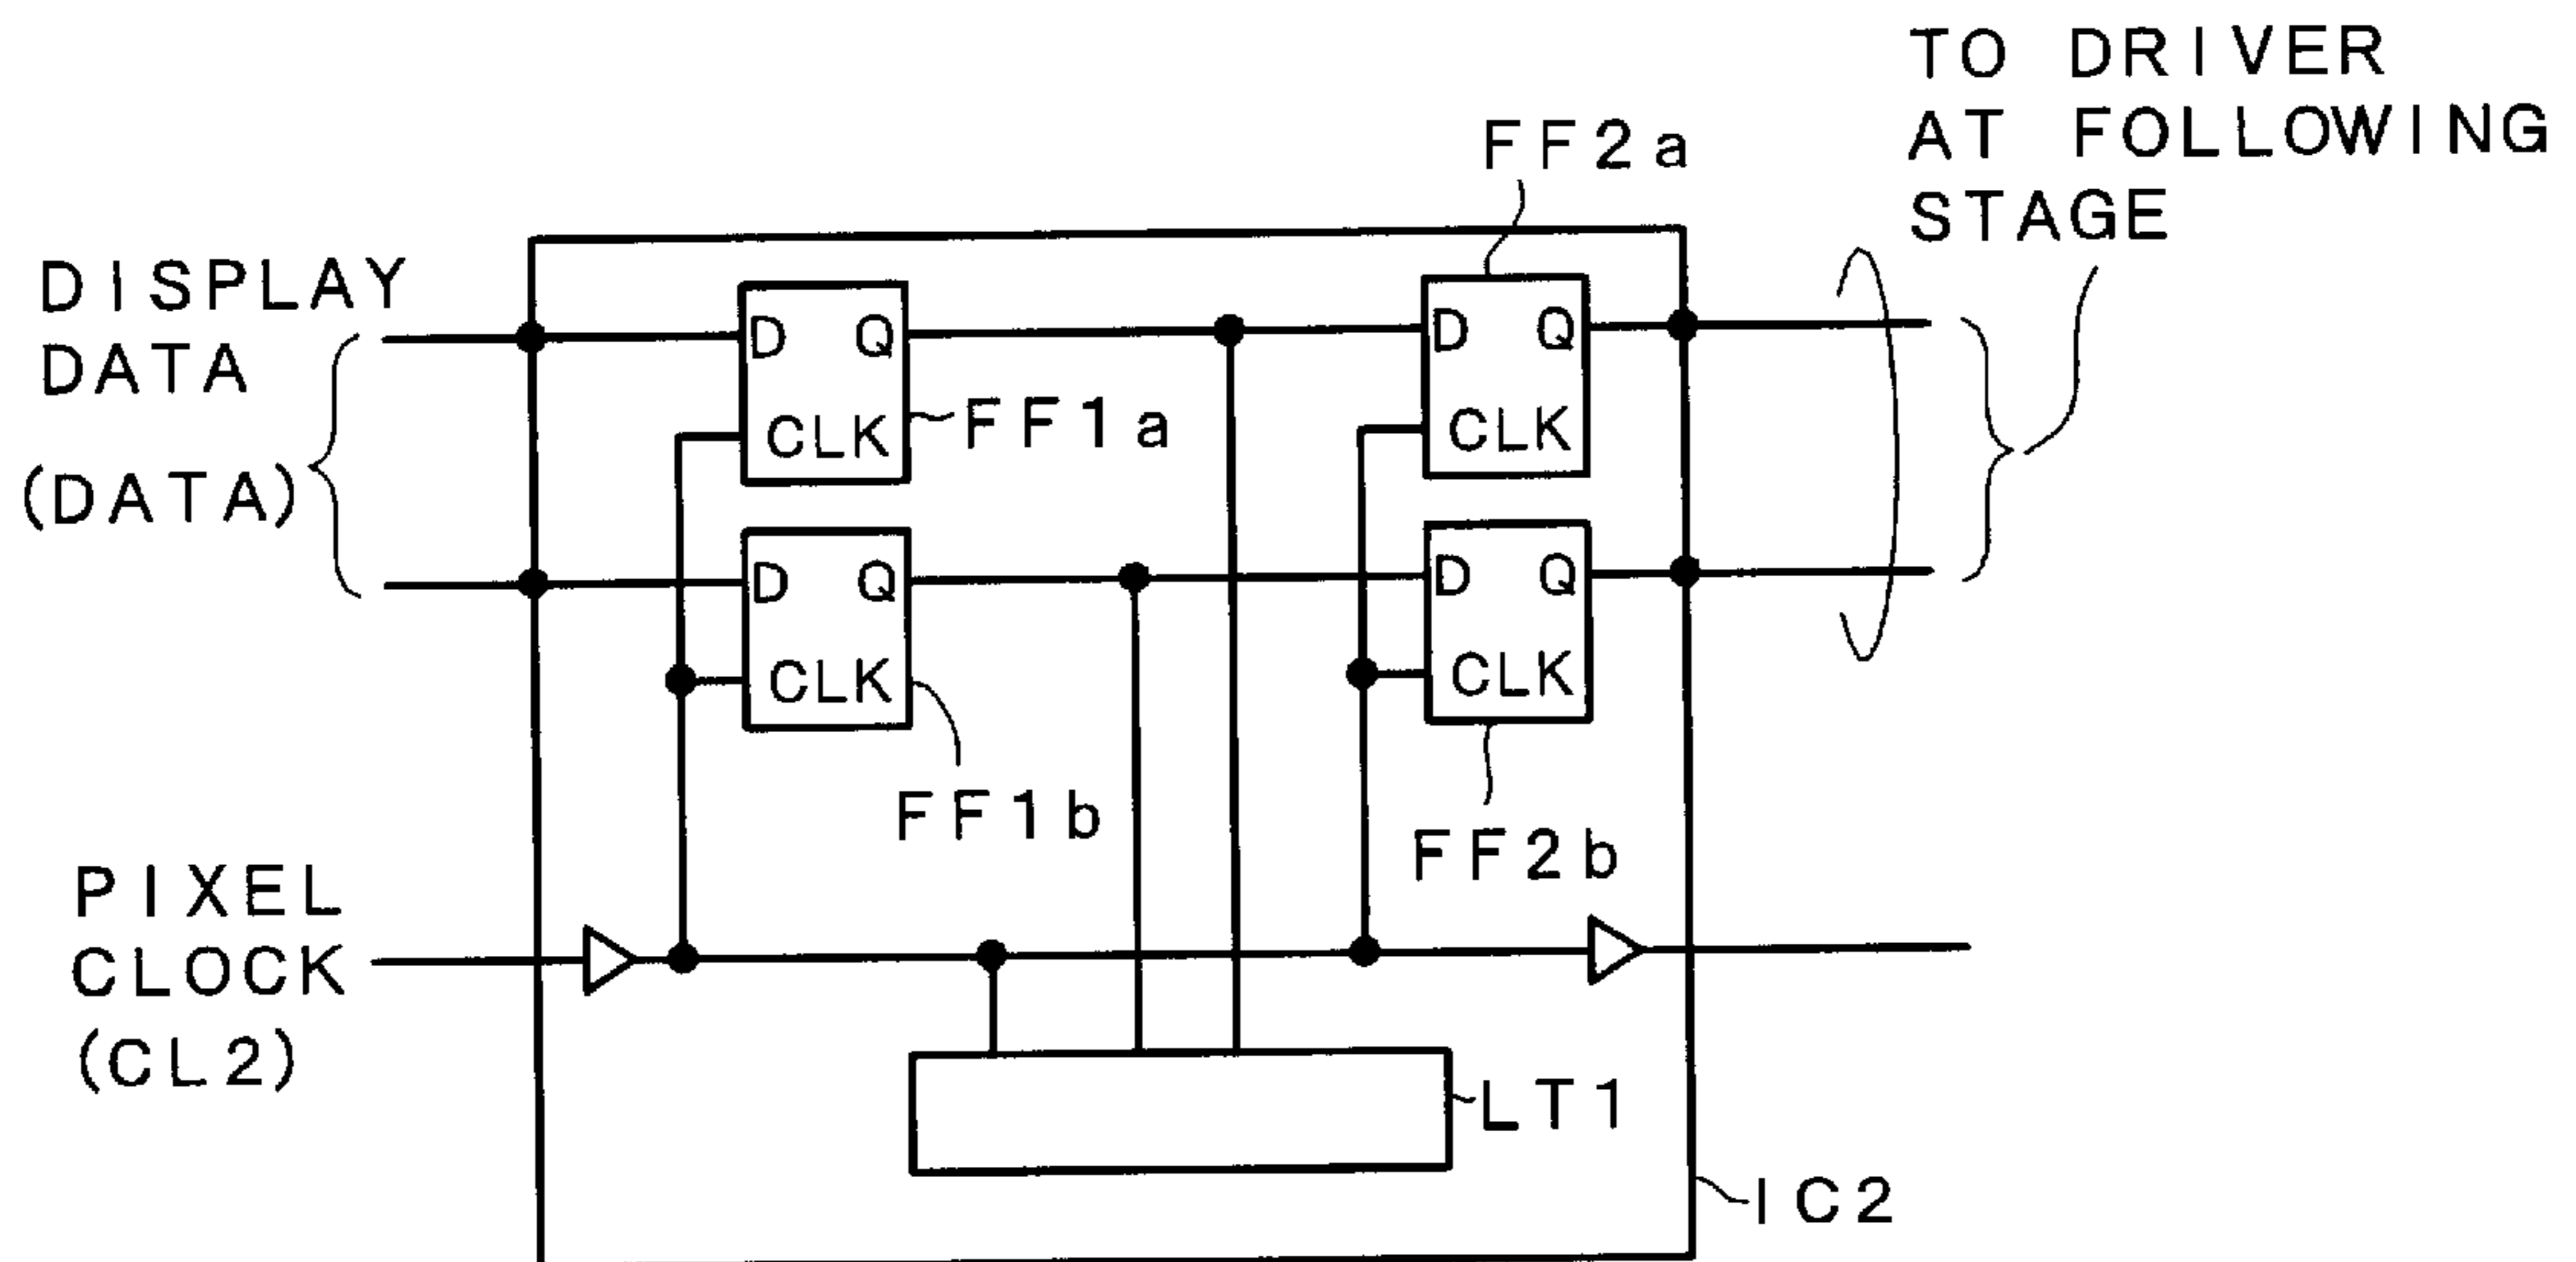 TO DRIVER
AT FOLLOWING
STAGE
FF2a
DISPLAY
DATA
(DATA)
D Q
CLK
FF1a
D Q
CLK
D Q
CLK
FF1b
D Q
CLK
FF2b
PIXEL
CLOCK
(CL2)
LT1
IC2